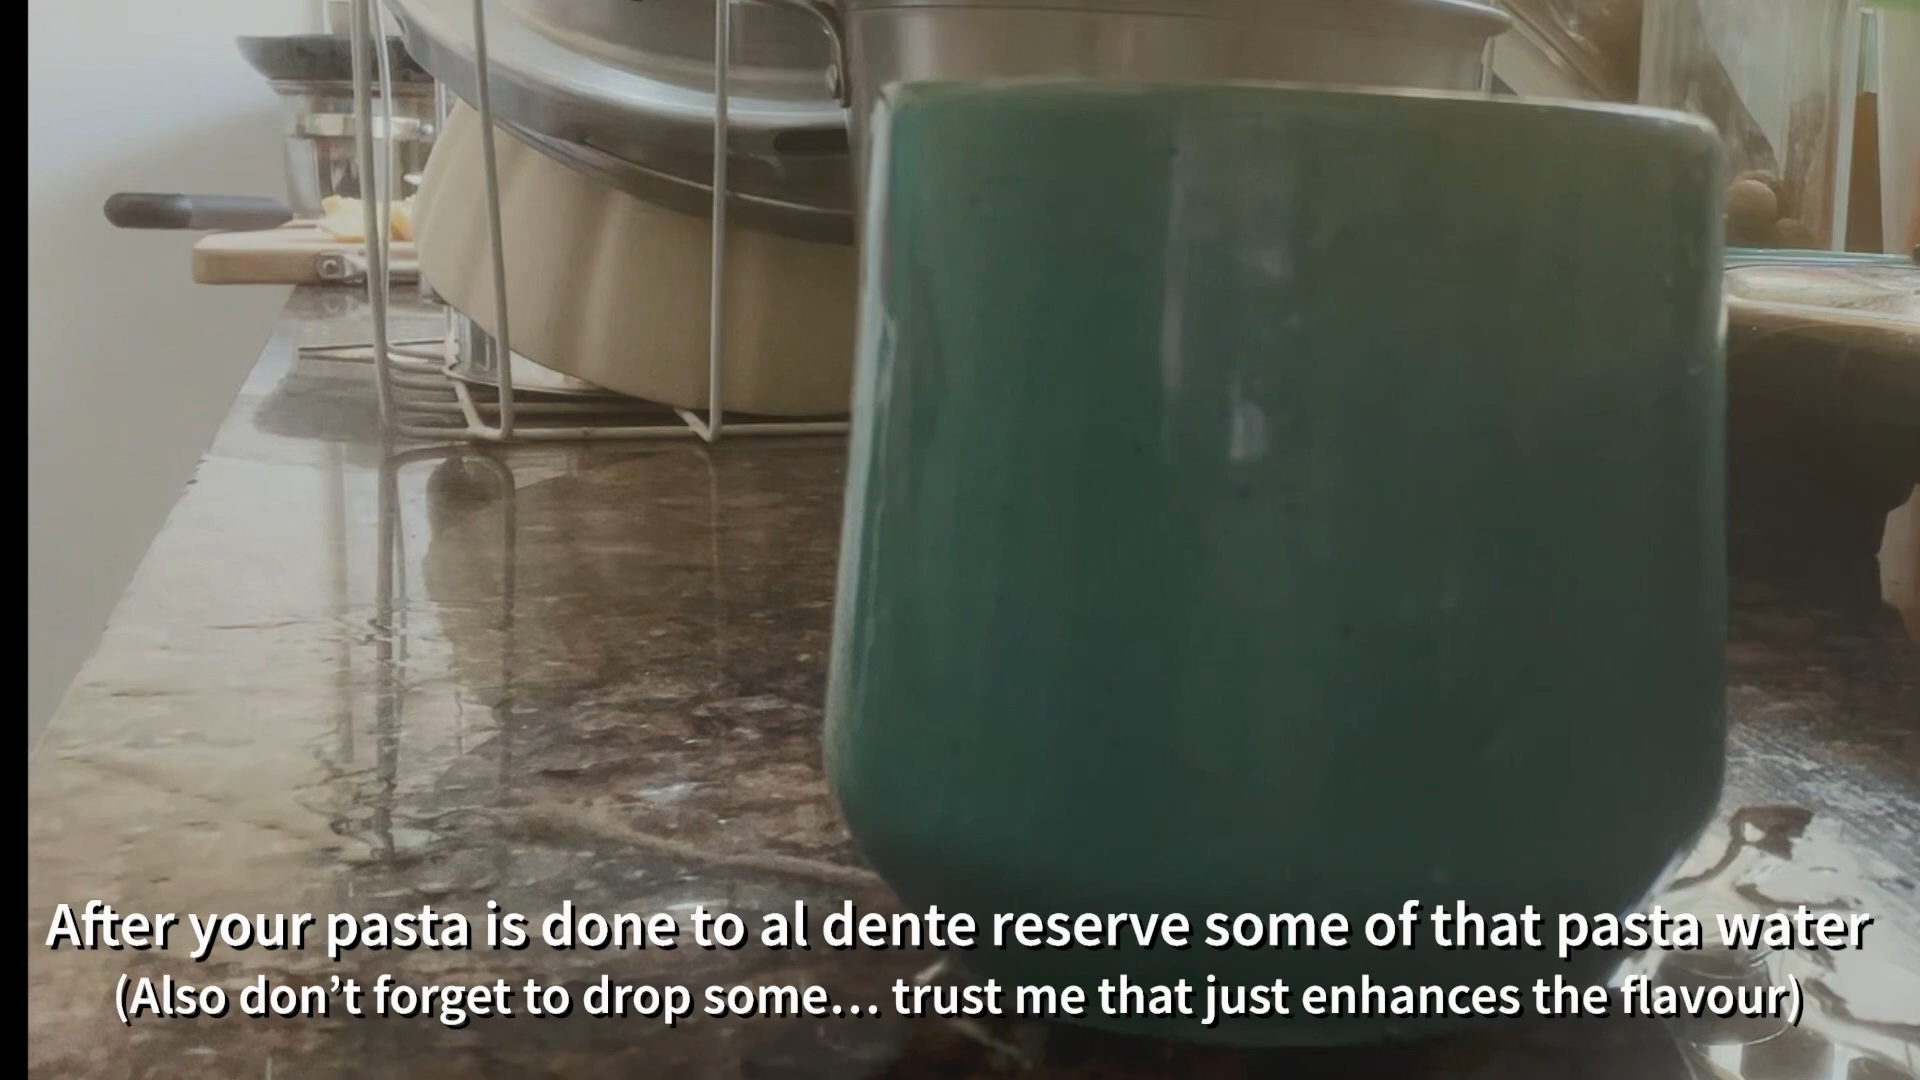 After your pasta is done to al dente reserve some of that pasta water
(Also don’t forget to drop some… trust me that just enhances the flavour)